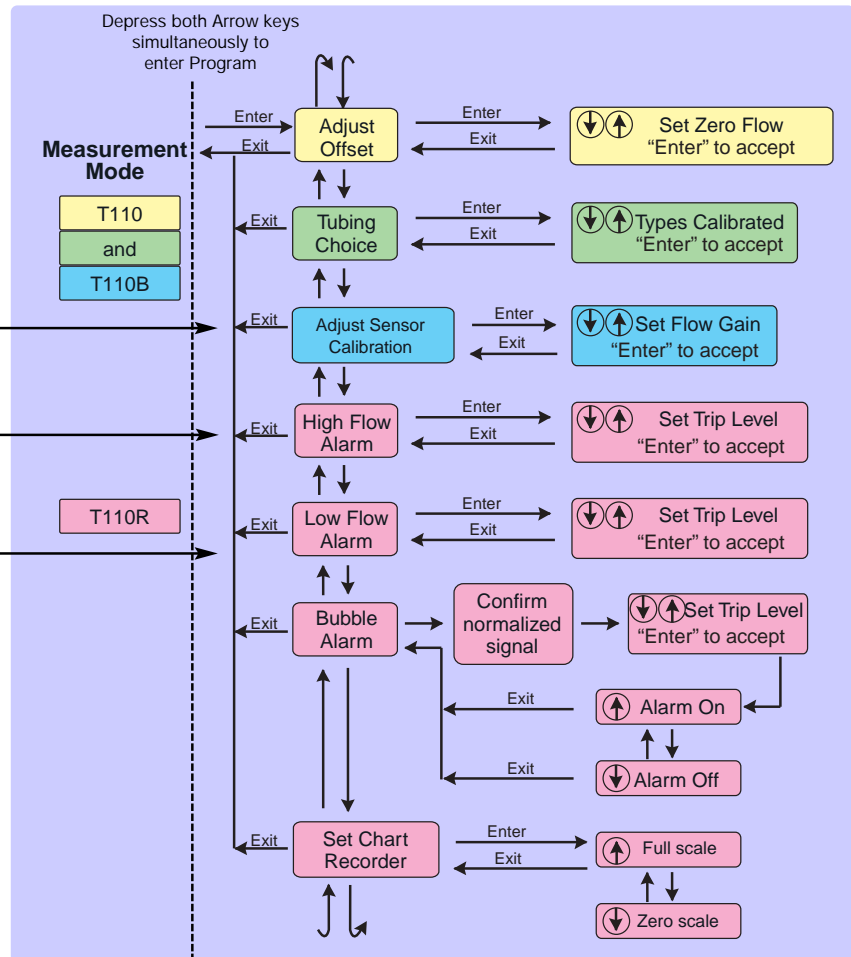 Depress both Arrow keys
simultaneously to
enter Program
Measurement
Mode
T110
and
T110B
T110R
Enter
Exit
Adjust
Offset
Enter
Exit
Set Zero Flow
“Enter” to accept
Exit
Tubing
Choice
Enter
Exit
Types Calibrated
“Enter” to accept
Exit
Adjust Sensor
Calibration
Enter
Exit
Set Flow Gain
“Enter” to accept
Exit
High Flow
Alarm
Enter
Exit
Set Trip Level
“Enter” to accept
Exit
Low Flow
Alarm
Enter
Exit
Set Trip Level
“Enter” to accept
Exit
Bubble
Alarm
Confirm
normalized
signal
Set Trip Level
“Enter” to accept
Exit
Alarm On
Exit
Alarm Off
Exit
Set Chart
Recorder
Enter
Exit
Full scale
Zero scale